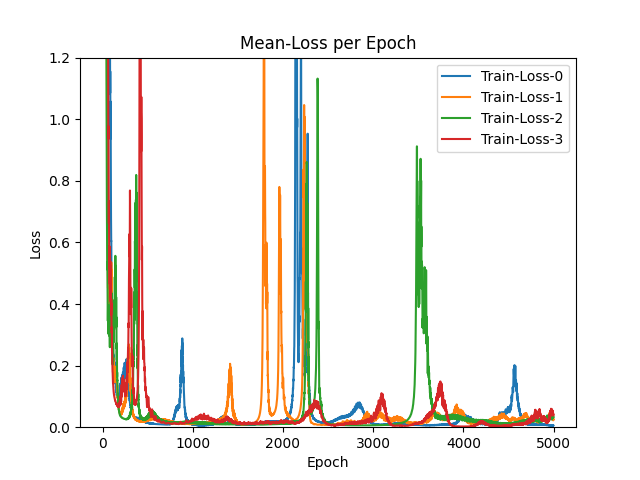 Mean-Loss per Epoch
1.2
1.0
0.8
0.6
0.4
0.2
0.0
Loss
0
1000
2000
3000
4000
5000
Epoch
Train-Loss-0
Train-Loss-1
Train-Loss-2
Train-Loss-3